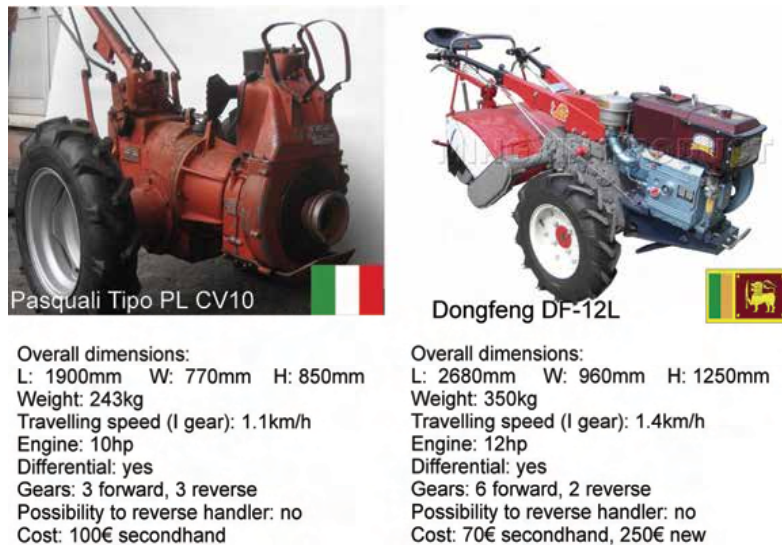 Pasquali Tipo PL CV10
Overall dimensions:
L: 1900mm W: 770mm H: 850mm
Weight: 243kg
Travelling speed (I gear): 1.1km/h
Engine: 10hp
Differential: yes
Gears: 3 forward, 3 reverse
Possibility to reverse handler: no
Cost: 100€ secondhand
Dongfeng DF-12L
Overall dimensions:
L: 2680mm W: 960mm H: 1250mm
Weight: 350kg
Travelling speed (I gear): 1.4km/h
Engine: 12hp
Differential: yes
Gears: 6 forward, 2 reverse
Possibility to reverse handler: no
Cost: 70€ secondhand, 250€ new